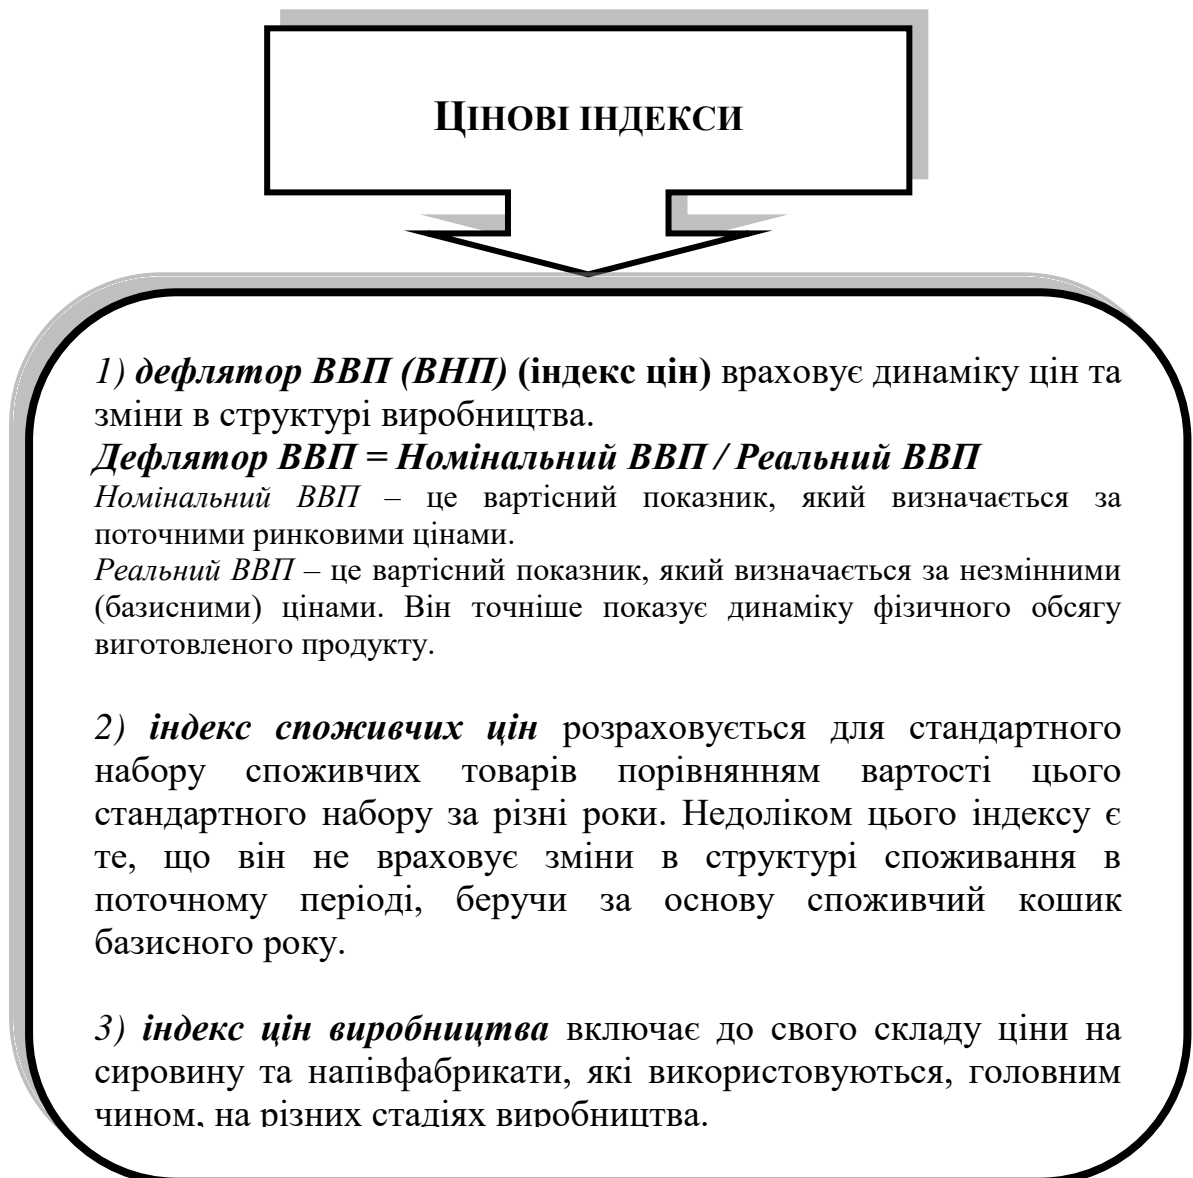 ЦІНОВІ ІНДЕКСИ
1) дефлятор ВВП (ВНП) (індекс цін) враховує динаміку цін та
зміни в структурі виробництва.
Дефлятор ВВП = Номінальний ВВП / Реальний ВВП
Номінальний ВВП – це вартісний показник, який визначається за
поточними ринковими цінами.
Реальний ВВП – це вартісний показник, який визначається за незмінними
(базисними) цінами. Він точніше показує динаміку фізичного обсягу
виготовленого продукту.
2) індекс споживчих цін розраховується для стандартного
набору споживчих товарів порівнянням вартості цього
стандартного набору за різні роки. Недоліком цього індексу є
те, що він не враховує зміни в структурі споживання в
поточному періоді, беручи за основу споживчий кошик
базисного року.
3) індекс цін виробництва включає до свого складу ціни на
сировину та напівфабрикати, які використовуються, головним
чином, на різних стадіях виробництва.